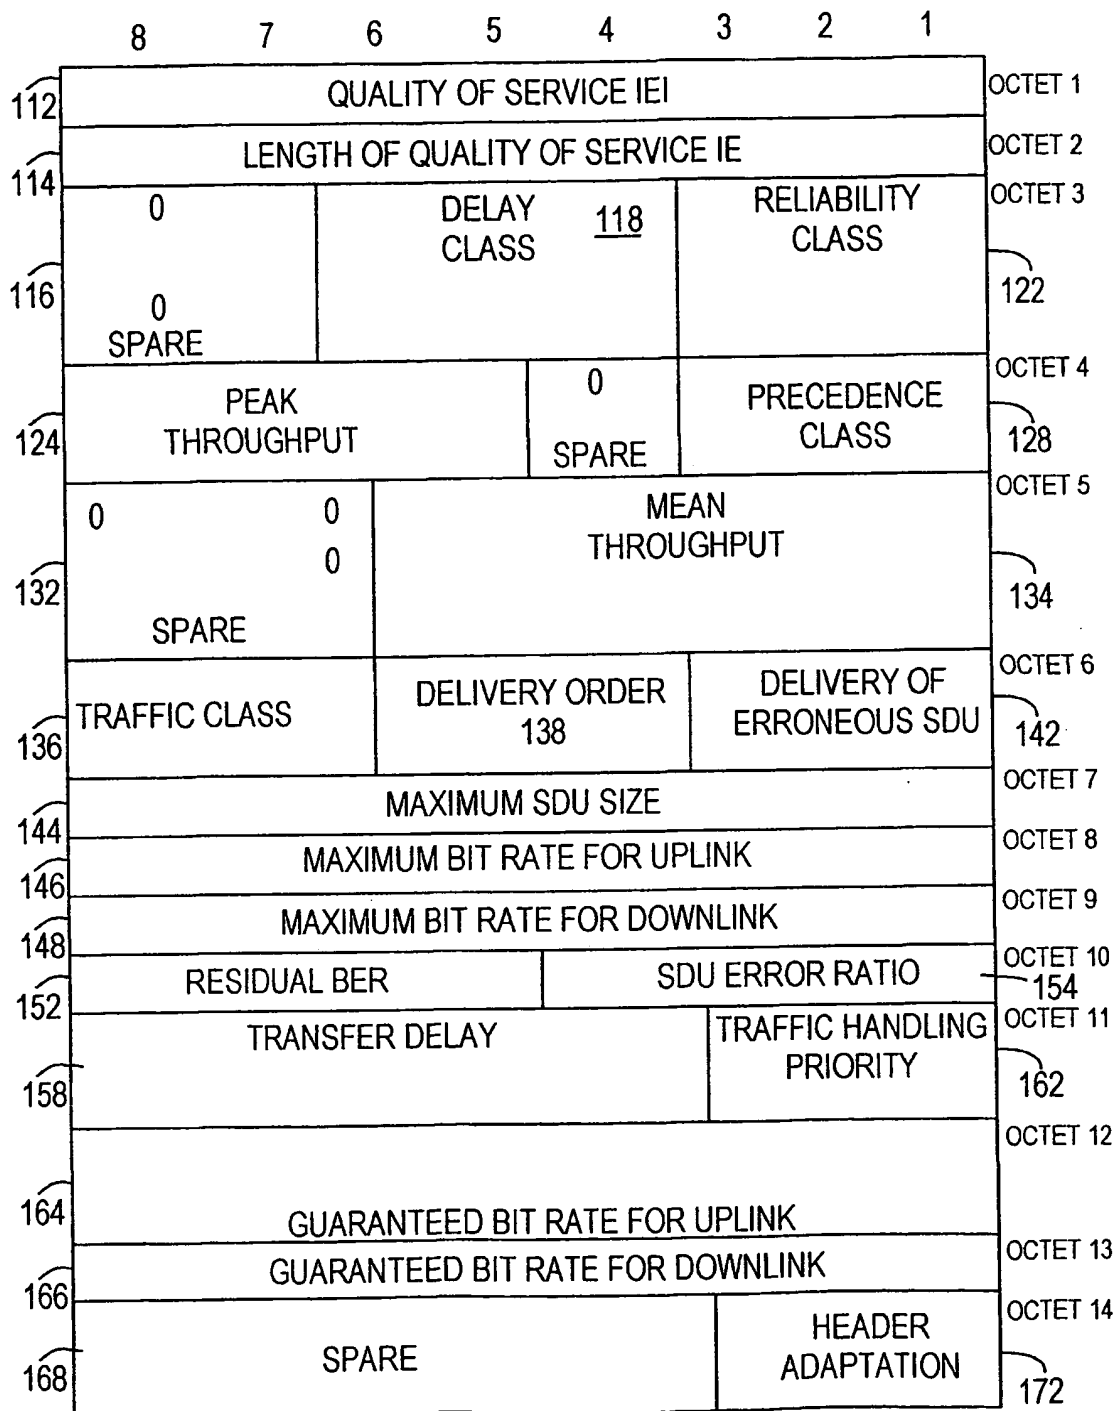 8 7 6 5 4 3 2 1
112 QUALITY OF SERVICE IEI OCTET 1
114 LENGTH OF QUALITY OF SERVICE IE OCTET 2
116 0 0 SPARE
DELAY CLASS 118
RELIABILITY CLASS
OCTET 3
122
124 PEAK THROUGHPUT
0 SPARE
PRECEDENCE CLASS
OCTET 4
128
132 0 0 0 SPARE
MEAN THROUGHPUT
OCTET 5
134
136 TRAFFIC CLASS
DELIVERY ORDER 138
DELIVERY OF ERRONEOUS SDU
OCTET 6
142
144 MAXIMUM SDU SIZE OCTET 7
146 MAXIMUM BIT RATE FOR UPLINK OCTET 8
148 MAXIMUM BIT RATE FOR DOWNLINK OCTET 9
152 RESIDUAL BER SDU ERROR RATIO OCTET 10
154
158 TRANSFER DELAY
TRAFFIC HANDLING PRIORITY
OCTET 11
162
164 GUARANTEED BIT RATE FOR UPLINK OCTET 12
166 GUARANTEED BIT RATE FOR DOWNLINK OCTET 13
168 SPARE
HEADER ADAPTATION
OCTET 14
172